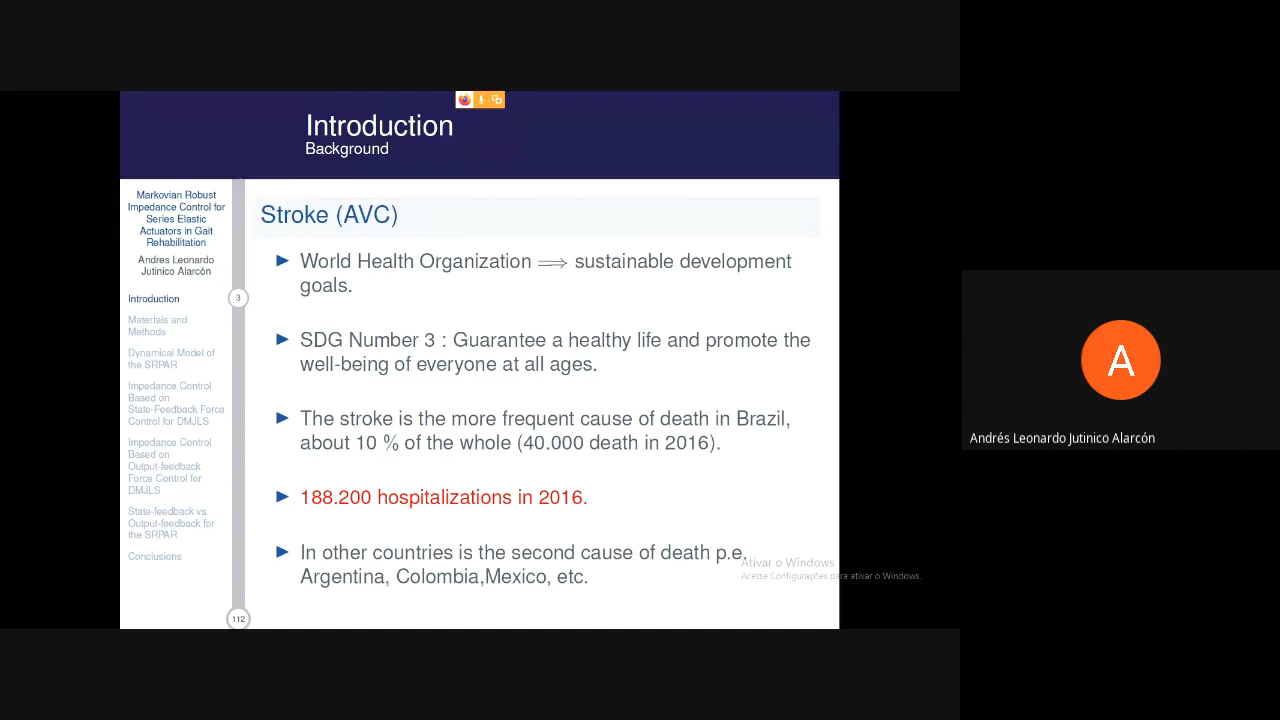 Introduction
Background
Markovian Robust
Impedance Control for
Series Elastic
Actuators in Gait
Rehabilitation
Andres Leonardo
Jutinico Alarcón
Introduction
3
Materials and
Methods
Dynamical Model of
the SRPAR
Impedance Control
Based on
State-Feedback Force
Control for DMJLS
Impedance Control
Based on
Output-feedback
Force Control for
DMJLS
State-feedback vs.
Output-feedback for
the SRPAR
Conclusions
112
Stroke (AVC)
World Health Organization ⟹ sustainable development
goals.
SDG Number 3 : Guarantee a healthy life and promote the
well-being of everyone at all ages.
The stroke is the more frequent cause of death in Brazil,
about 10 % of the whole (40.000 death in 2016).
188.200 hospitalizations in 2016.
In other countries is the second cause of death p.e.
Argentina, Colombia,Mexico, etc.
Ativar o Windows
Acesse Configurações para ativar o Windows.
A
Andrés Leonardo Jutinico Alarcón